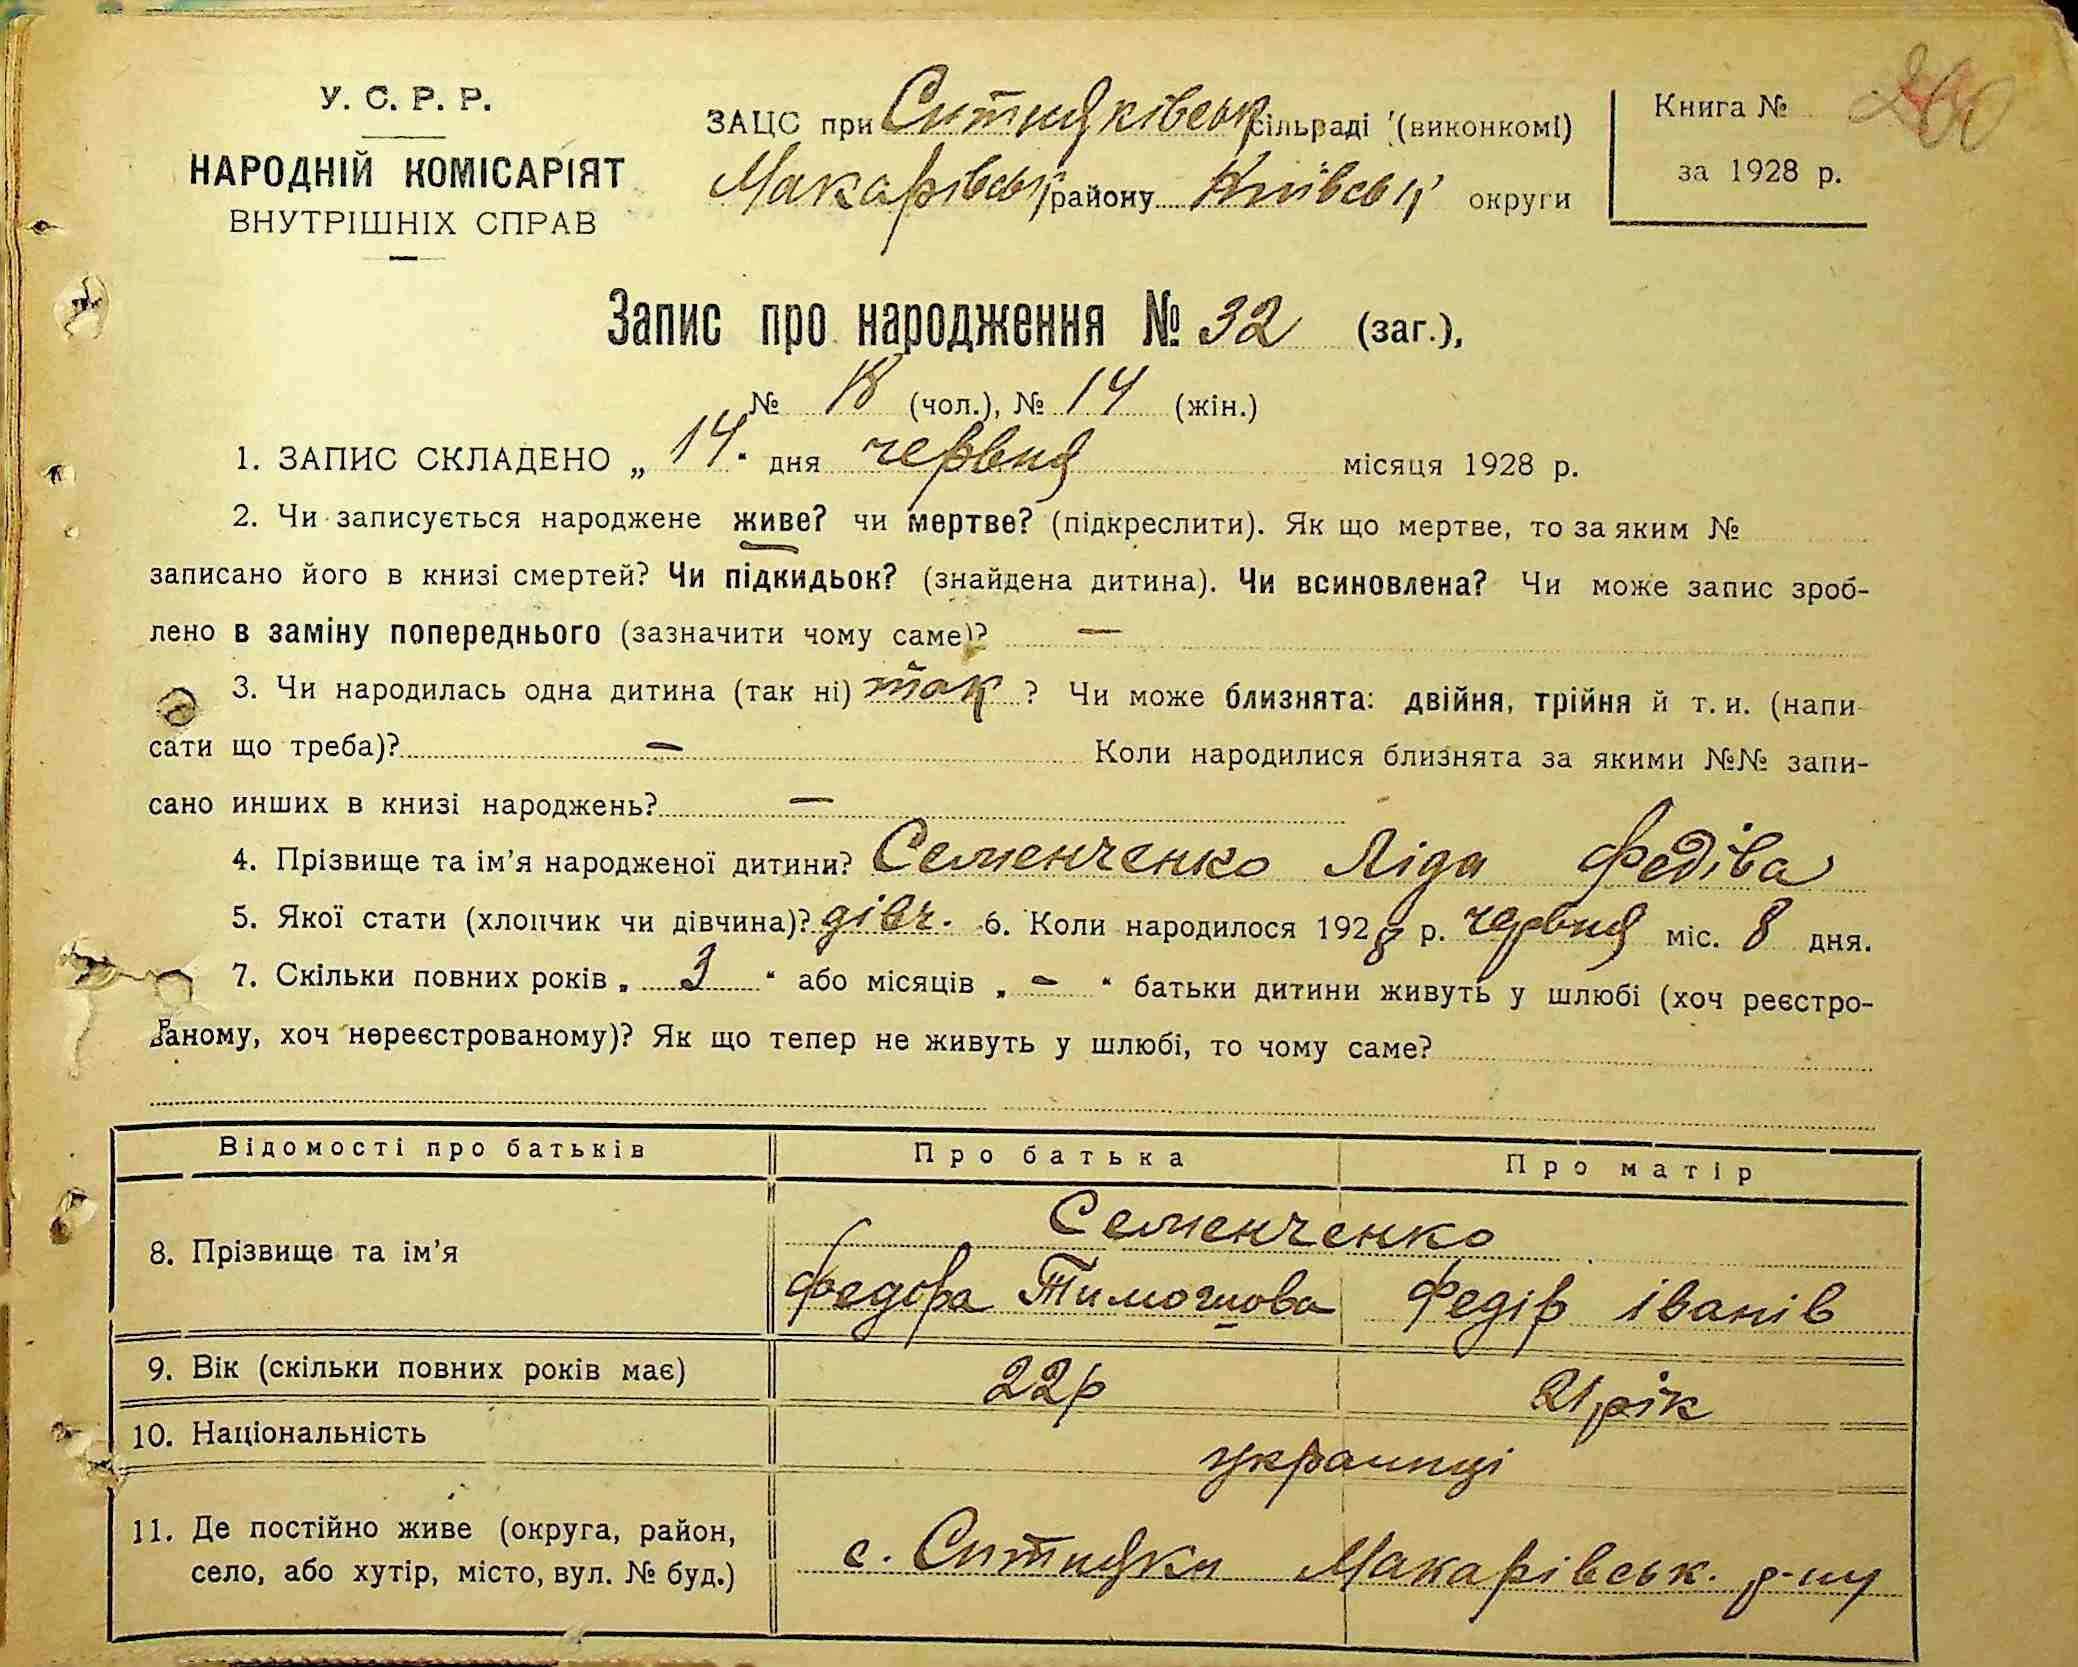 У. С. Р. Р.
НАРОДНІЙ КОМІСАРІЯТ
ВНУТРІШНІХ СПРАВ
ЗАЦС при Ситняківськ сільраді (виконкомі)
Макарівськ району Київськ округи
Книга № 200
за 1928 р.
Запис про народження № 32 (заг.),
№ 18 (чол.), № 14 (жін.)
1. ЗАПИС СКЛАДЕНО „ 14 “ дня червня місяця 1928 р.
2. Чи записується народжене живе? чи мертве? (підкреслити). Як що мертве, то за яким №
записано його в книзі смертей? Чи підкидьок? (знайдена дитина). Чи всиновлена? Чи може запис зроб-
лено в заміну попереднього (зазначити чому саме)? —
3. Чи народилась одна дитина (так ні) так ? Чи може близнята: двійня, трійня й т. и. (напи-
сати що треба)? — Коли народилися близнята за якими №№ запи-
сано инших в книзі народжень? —
4. Прізвище та ім’я народженої дитини? Семенченко Ліда Федіва
5. Якої стати (хлопчик чи дівчина)? дівч. 6. Коли народилося 1928 р. червня міс. 8 дня.
7. Скільки повних років „ 3 “ або місяців „ - “ батьки дитини живуть у шлюбі (хоч реєстро-
ваному, хоч нереєстрованому)? Як що тепер не живуть у шлюбі, то чому саме?
Відомості про батьків Про батька Про матір
8. Прізвище та ім’я Семенченко
Федора Тимошова Федір Іванів
9. Вік (скільки повних років має) 22р 21 рік
10. Національність украинці
11. Де постійно живе (округа, район,
село, або хутір, місто, вул. № буд.) с. Ситняки Макарівськ. р-ну